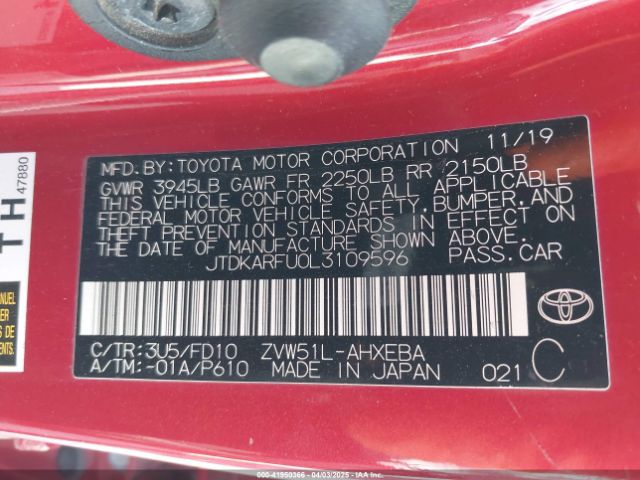 MFD.BY:TOYOTA MOTOR CORPORATION 11/19
GVWR 3945LB GAWR FR 2250LB RR 2150LB
THIS VEHICLE CONFORMS TO ALL APPLICABLE
FEDERAL MOTOR VEHICLE SAFETY, BUMPER, AND
THEFT PREVENTION STANDARDS IN EFFECT ON
THE DATE OF MANUFACTURE SHOWN ABOVE.
JTDKARFU0L3109596 PASS.CAR
C/TR:3U5/FD10 ZVW51L-AHXEBA
A/TM:-01A/P610 MADE IN JAPAN 021 C
TH
47880
000-41950366 - 04/03/2025 - IAAI.COM